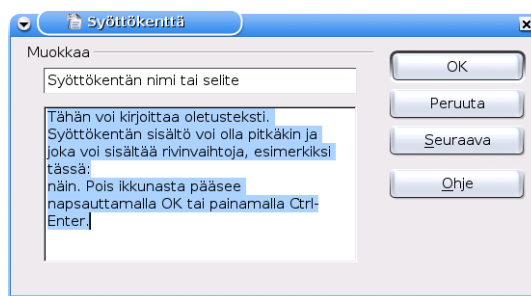 Syöttökenttä
Muokkaa
Syöttökentän nimi tai selite
Tähän voi kirjoittaa oletusteksti.
Syöttökentän sisältö voi olla pitkäkin ja
joka voi sisältää rivinvaihtoja, esimerkiksi
tässä:
näin. Pois ikkunasta pääsee
napsauttamalla OK tai painamalla Ctrl-
Enter.
OK
Peruuta
Seuraava
Ohje